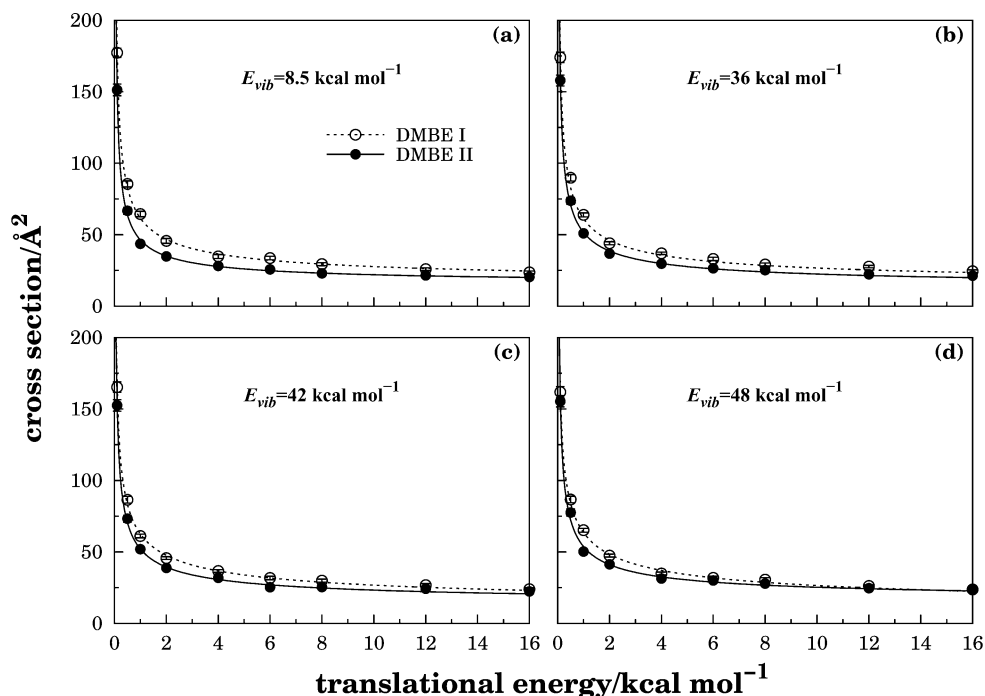 cross section/Å²
200
150
100
50
0
(a)
E_vib=8.5 kcal mol⁻¹
DMBE I
DMBE II
(b)
E_vib=36 kcal mol⁻¹
200
150
100
50
0
(c)
E_vib=42 kcal mol⁻¹
(d)
E_vib=48 kcal mol⁻¹
0 2 4 6 8 10 12 14 16
0 2 4 6 8 10 12 14 16
translational energy/kcal mol⁻¹